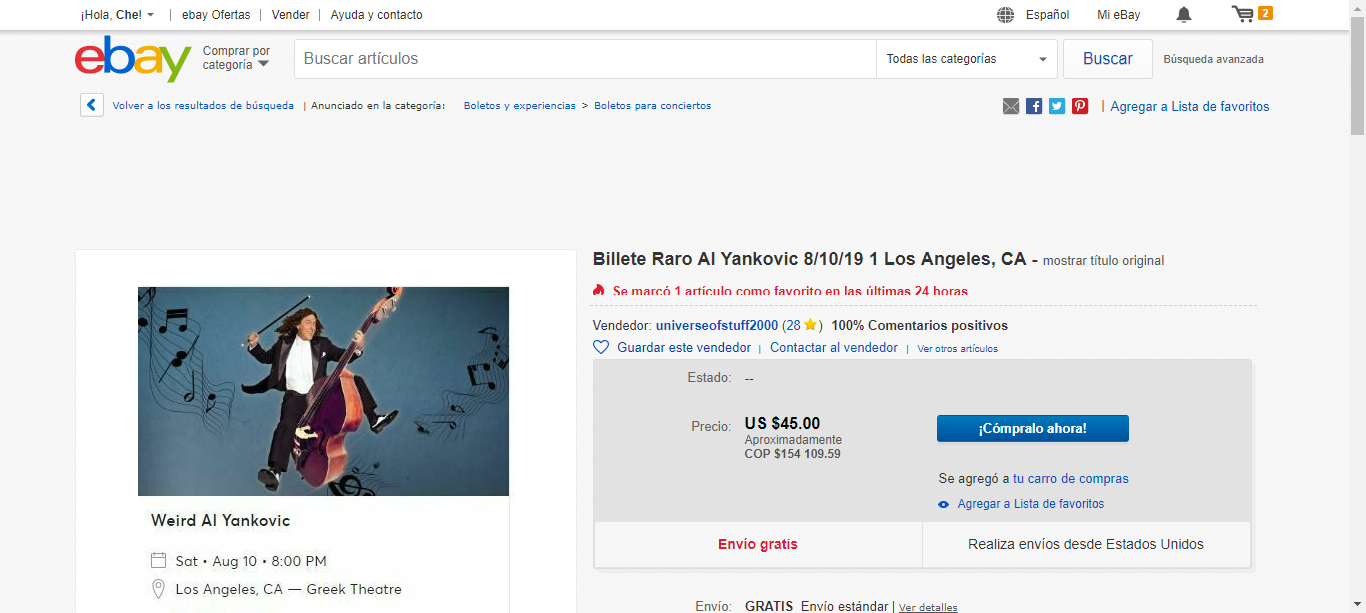 ¡Hola, Che! | ebay Ofertas | Vender | Ayuda y contacto Español Mi eBay 2
ebay Comprar por categoría Buscar artículos Todas las categorías Buscar Búsqueda avanzada
Volver a los resultados de búsqueda | Anunciado en la categoría: Boletos y experiencias > Boletos para conciertos | Agregar a Lista de favoritos
Billete Raro Al Yankovic 8/10/19 1 Los Angeles, CA - mostrar título original
Se marcó 1 artículo como favorito en las últimas 24 horas
Vendedor: universeofstuff2000 (28 ) 100% Comentarios positivos
Guardar este vendedor | Contactar al vendedor | Ver otros artículos
Estado: --
Precio: US $45.00 ¡Cómpralo ahora!
Aproximadamente
COP $154 109.59
Se agregó a tu carro de compras
Agregar a Lista de favoritos
Envío gratis Realiza envíos desde Estados Unidos
Envío: GRATIS Envío estándar | Ver detalles
Weird Al Yankovic
Sat • Aug 10 • 8:00 PM
Los Angeles, CA — Greek Theatre